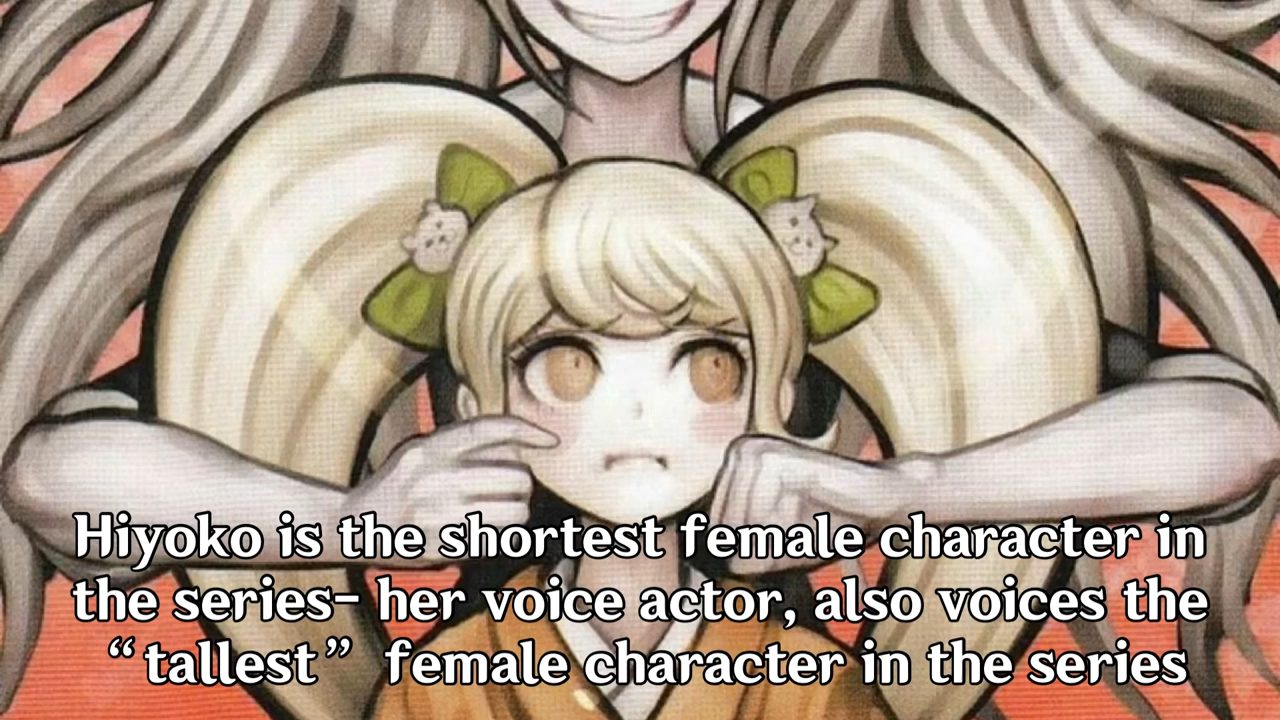 Hiyoko is the shortest female character in
the series- her voice actor, also voices the
“tallest” female character in the series